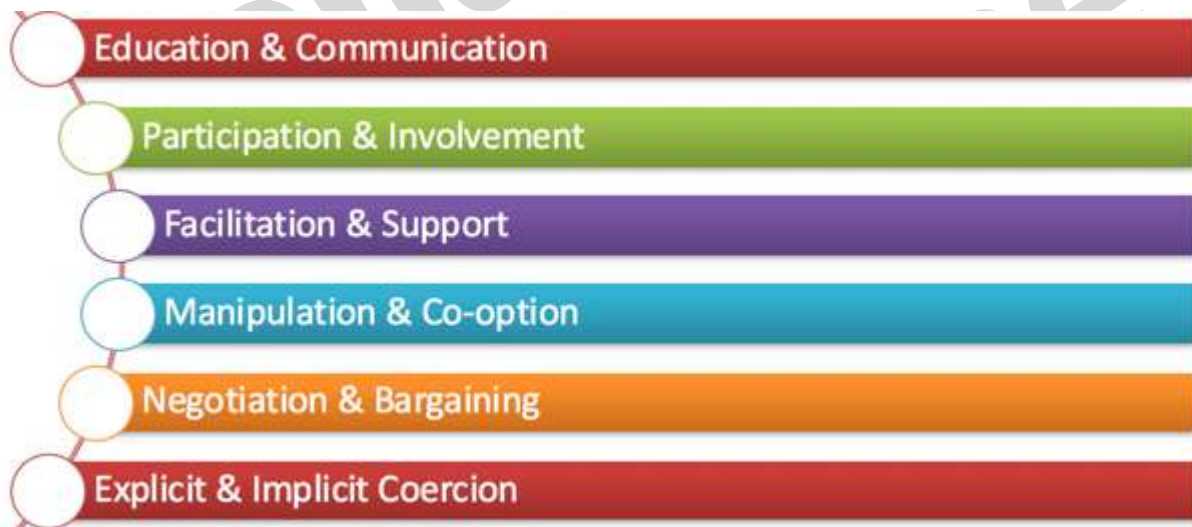 Education & Communication
Participation & Involvement
Facilitation & Support
Manipulation & Co-option
Negotiation & Bargaining
Explicit & Implicit Coercion